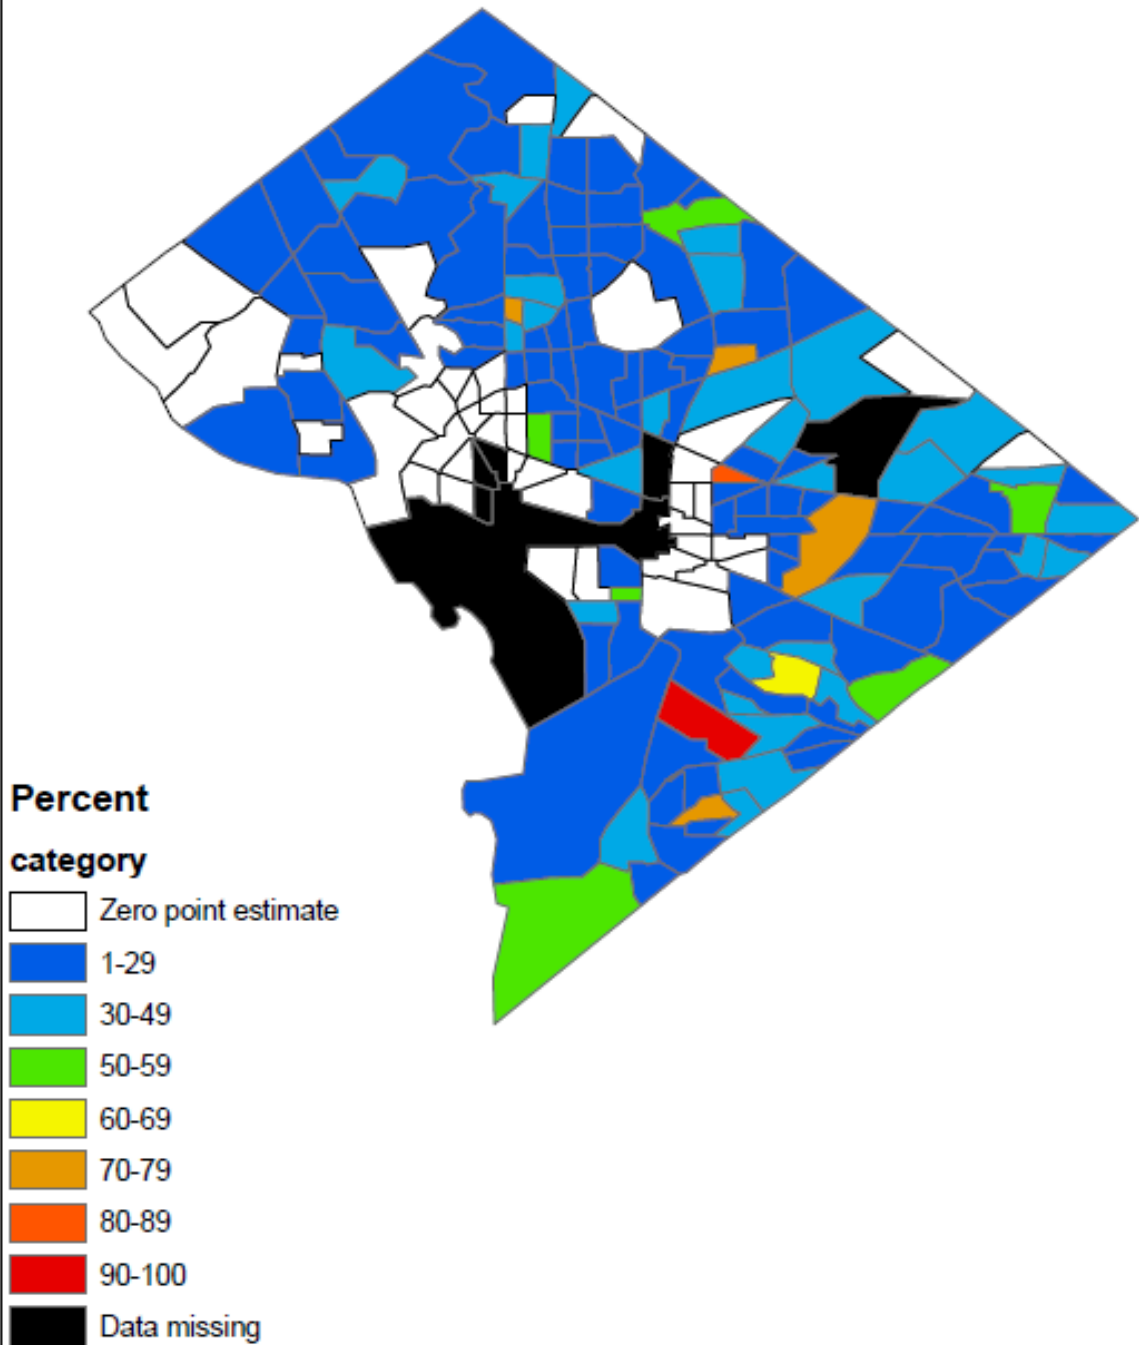 Percent
category
Zero point estimate
1-29
30-49
50-59
60-69
70-79
80-89
90-100
Data missing